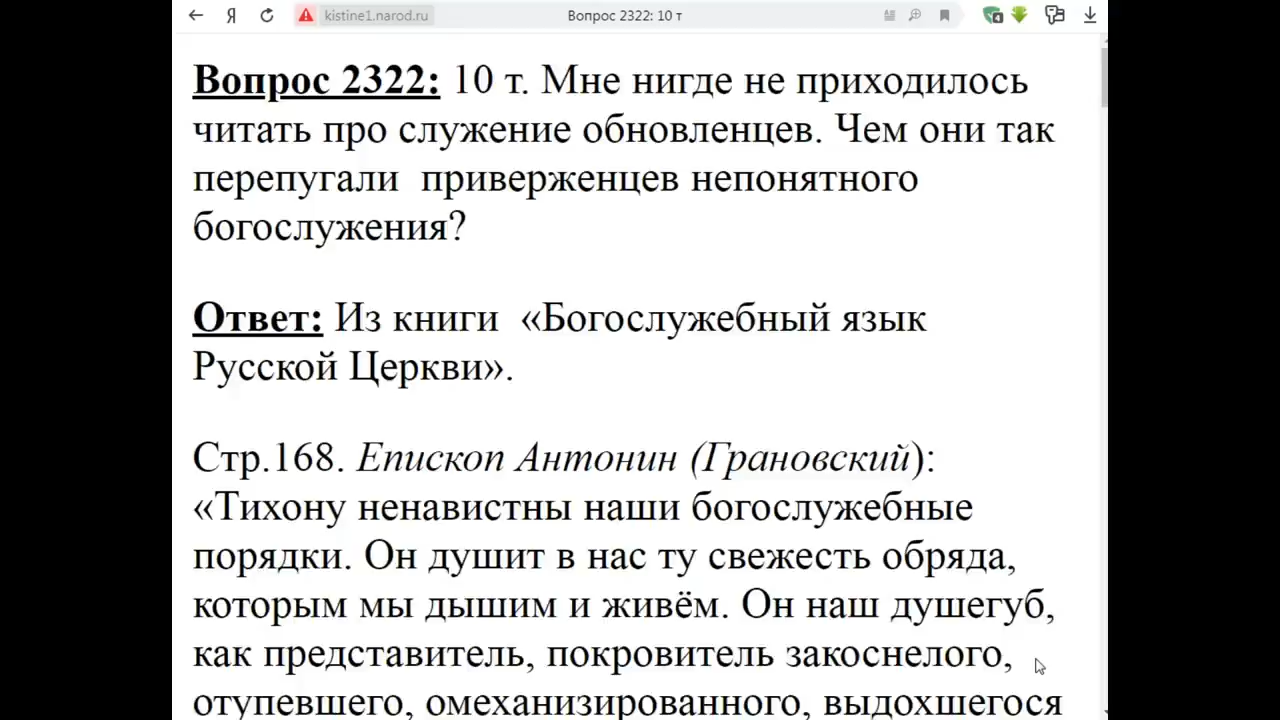 Я
kistine1.narod.ru
Вопрос 2322: 10 т
Вопрос 2322: 10 т. Мне нигде не приходилось
читать про служение обновленцев. Чем они так
перепугали приверженцев непонятного
богослужения?
Ответ: Из книги «Богослужебный язык
Русской Церкви».
Стр.168. Епископ Антонин (Грановский):
«Тихону ненавистны наши богослужебные
порядки. Он душит в нас ту свежесть обряда,
которым мы дышим и живём. Он наш душегуб,
как представитель, покровитель закоснелого,
отупевшего, омеханизированного, выдохшегося